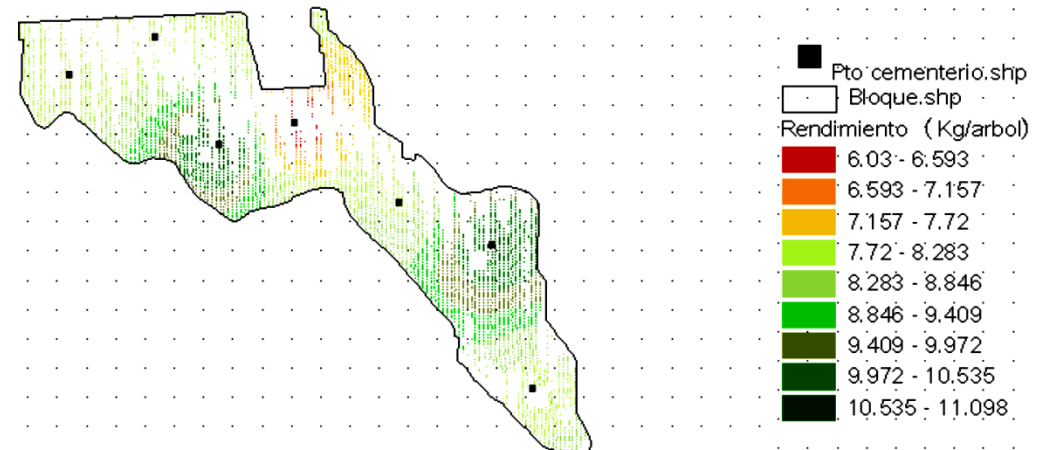 Pto cementerio.shp
Bloque.shp
Rendimiento (Kg/arbol)
6.03 - 6.593
6.593 - 7.157
7.157 - 7.72
7.72 - 8.283
8.283 - 8.846
8.846 - 9.409
9.409 - 9.972
9.972 - 10.535
10.535 - 11.098